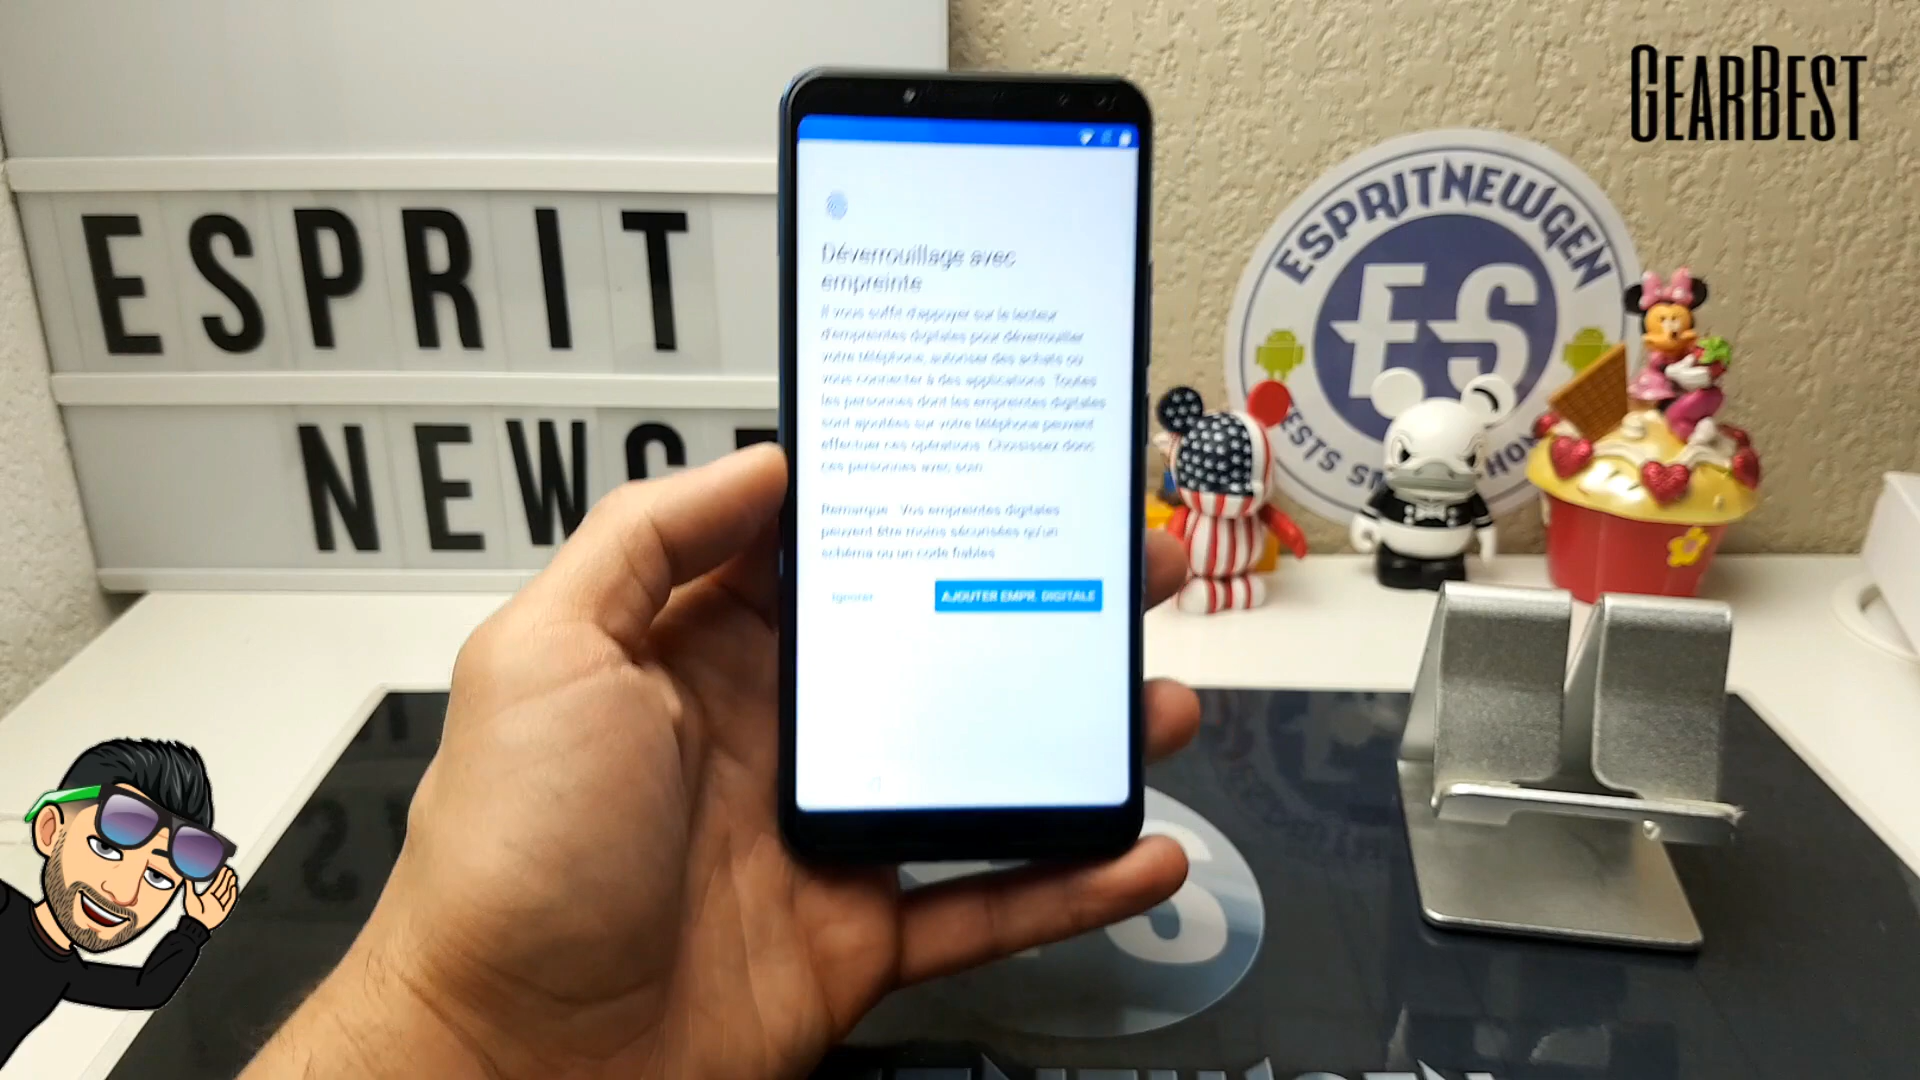 GEARBEST
ESPRIT
NEWG
ESPRITNEWGEN
ES
Déverrouillage avec
empreinte
Il vous suffit d'appuyer sur le lecteur
d'empreintes digitales pour déverrouiller
votre téléphone, autoriser des achats ou
vous connecter à des applications. Toutes
les personnes dont les empreintes digitales
sont ajoutées sur votre téléphone peuvent
effectuer ces opérations. Choisissez donc
ces personnes avec soin.
Remarque : Vos empreintes digitales
peuvent être moins sécurisées qu'un
schéma ou un code fiables.
Ignorer
AJOUTER EMPR. DIGITALE